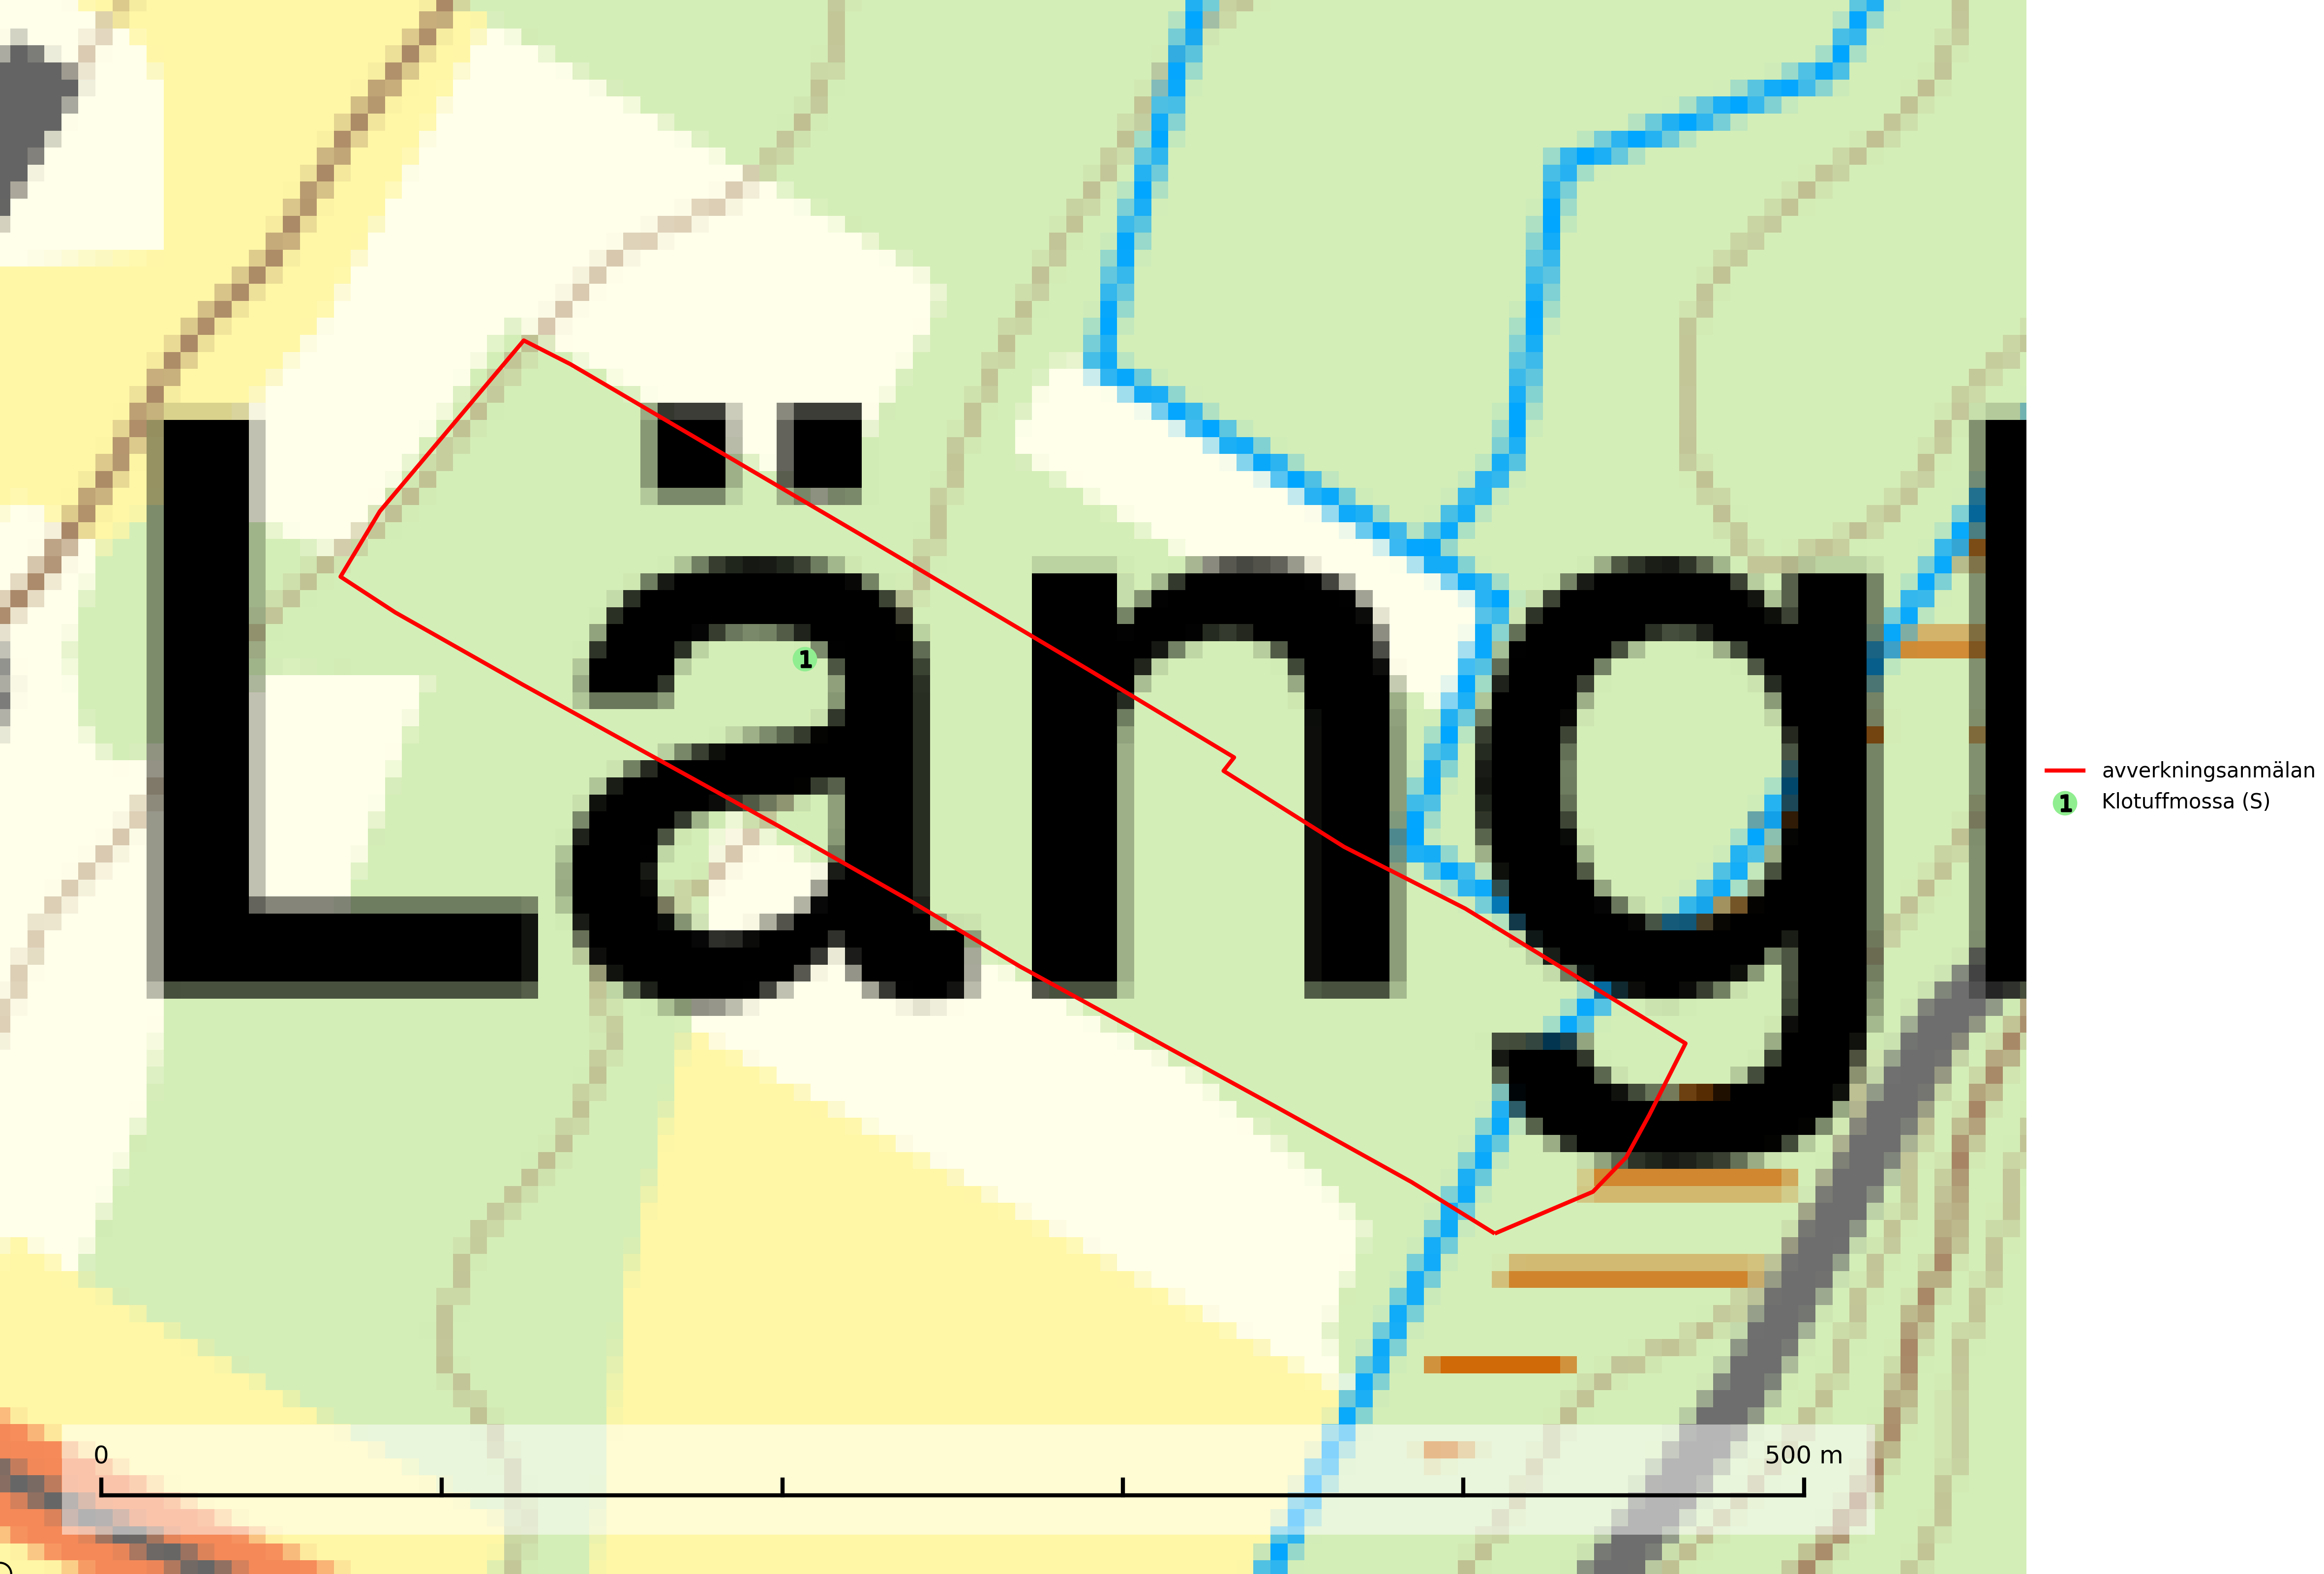 Läng
1
avverkningsanmälan
1 Klotuffmossa (S)
0 500 m